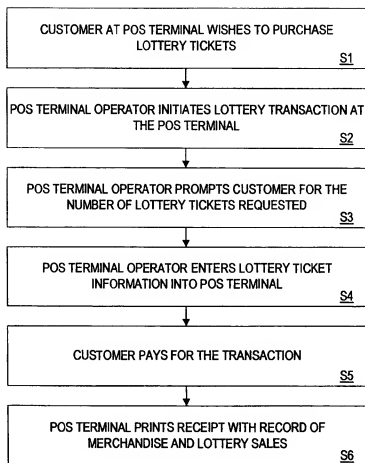 CUSTOMER AT POS TERMINAL WISHES TO PURCHASE
LOTTERY TICKETS
S1
POS TERMINAL OPERATOR INITIATES LOTTERY TRANSACTION AT
THE POS TERMINAL
S2
POS TERMINAL OPERATOR PROMPTS CUSTOMER FOR THE
NUMBER OF LOTTERY TICKETS REQUESTED
S3
POS TERMINAL OPERATOR ENTERS LOTTERY TICKET
INFORMATION INTO POS TERMINAL
S4
CUSTOMER PAYS FOR THE TRANSACTION
S5
POS TERMINAL PRINTS RECEIPT WITH RECORD OF
MERCHANDISE AND LOTTERY SALES
S6